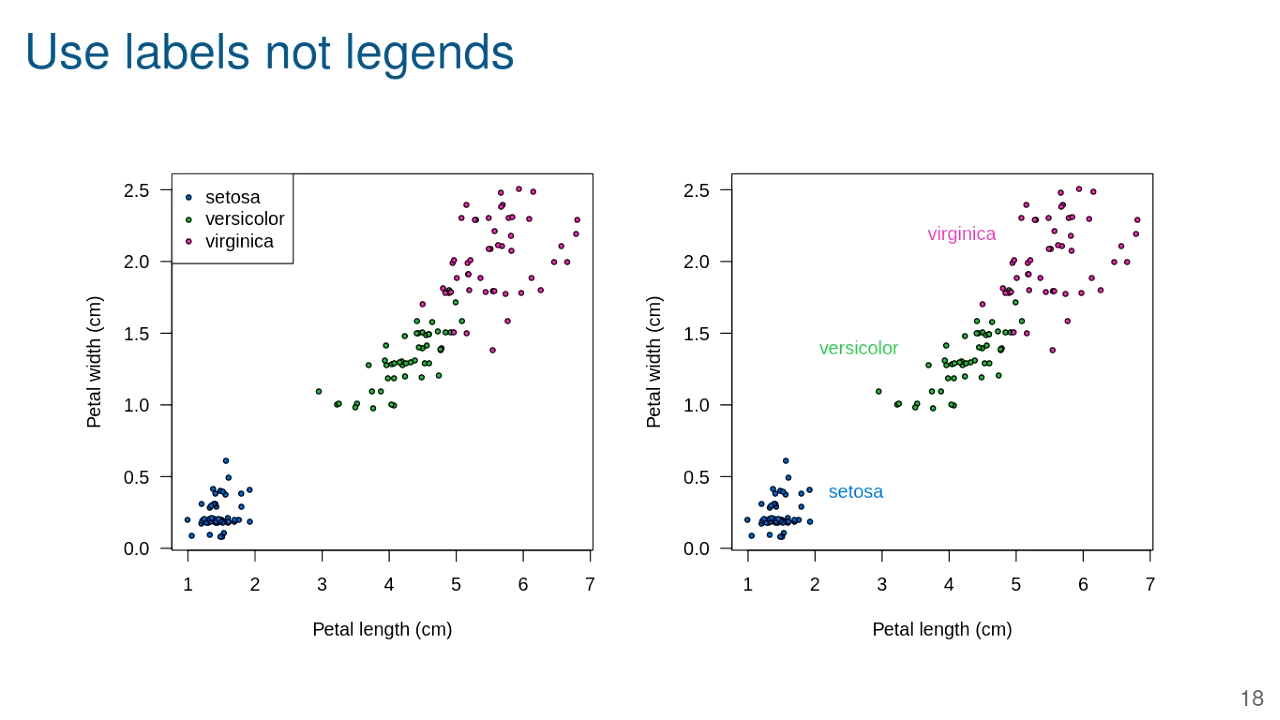 Use labels not legends
2.5
2.0
1.5
1.0
0.5
0.0
Petal width (cm)
setosa
versicolor
virginica
1 2 3 4 5 6 7
Petal length (cm)
2.5
2.0
1.5
1.0
0.5
0.0
Petal width (cm)
virginica
versicolor
setosa
1 2 3 4 5 6 7
Petal length (cm)
18